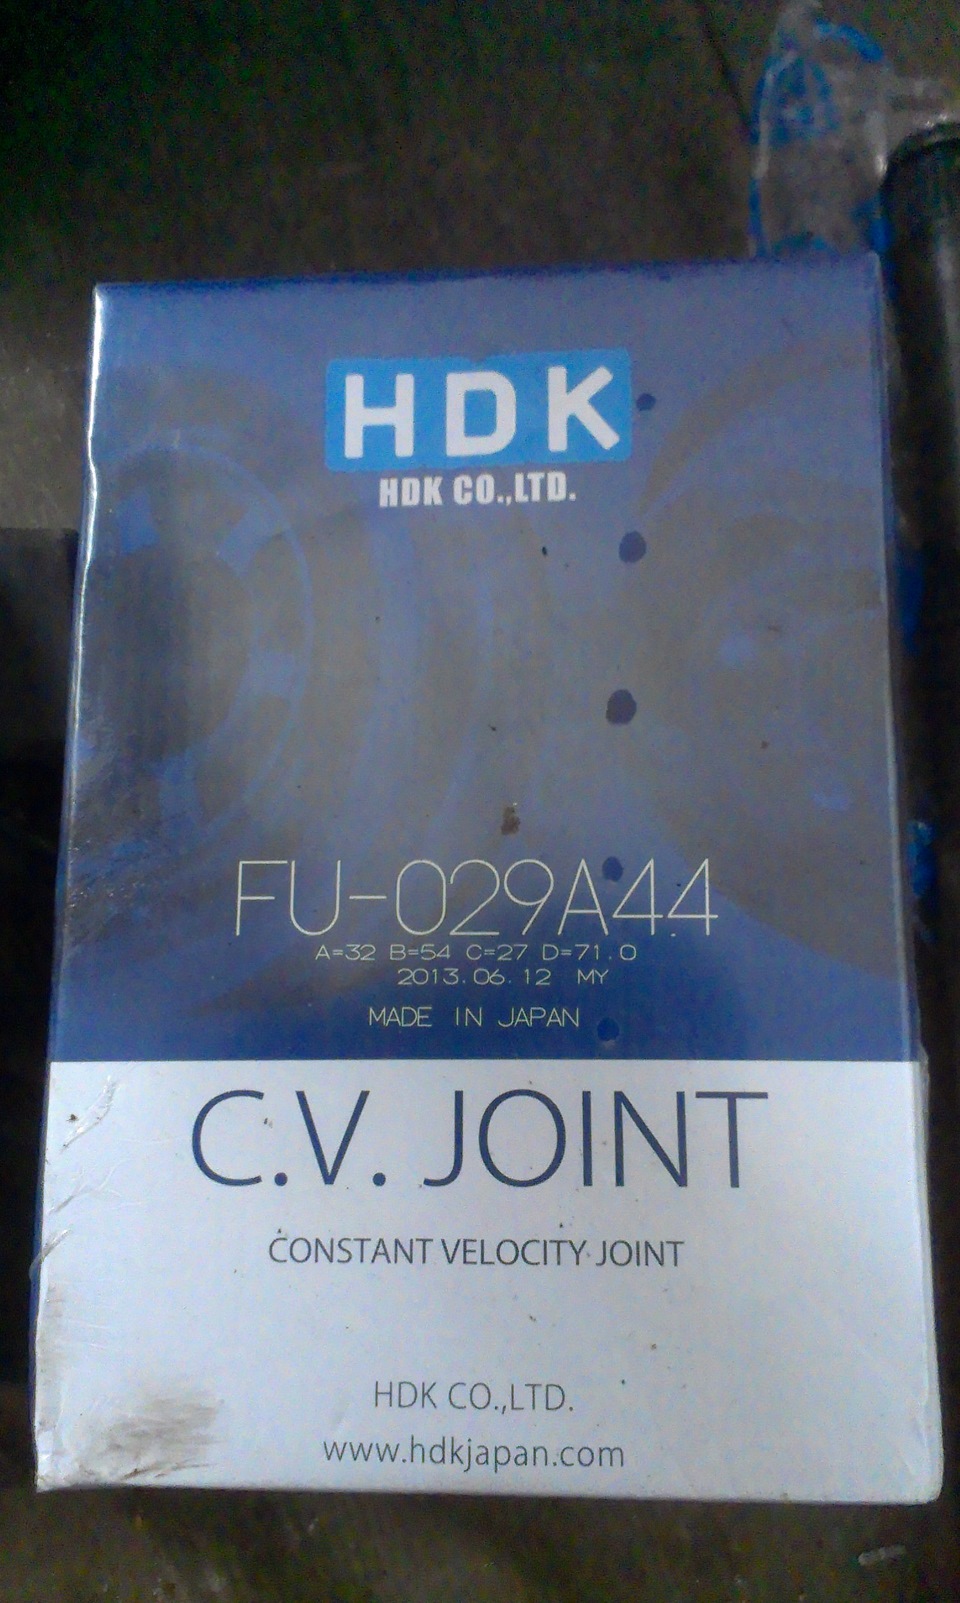 HDK
HDK CO.,LTD.
FU-029A44
A=32 B=54 C=27 D=71.0
2013.06.12 MY
MADE IN JAPAN
C.V. JOINT
CONSTANT VELOCITY JOINT
HDK CO.,LTD.
www.hdkjapan.com